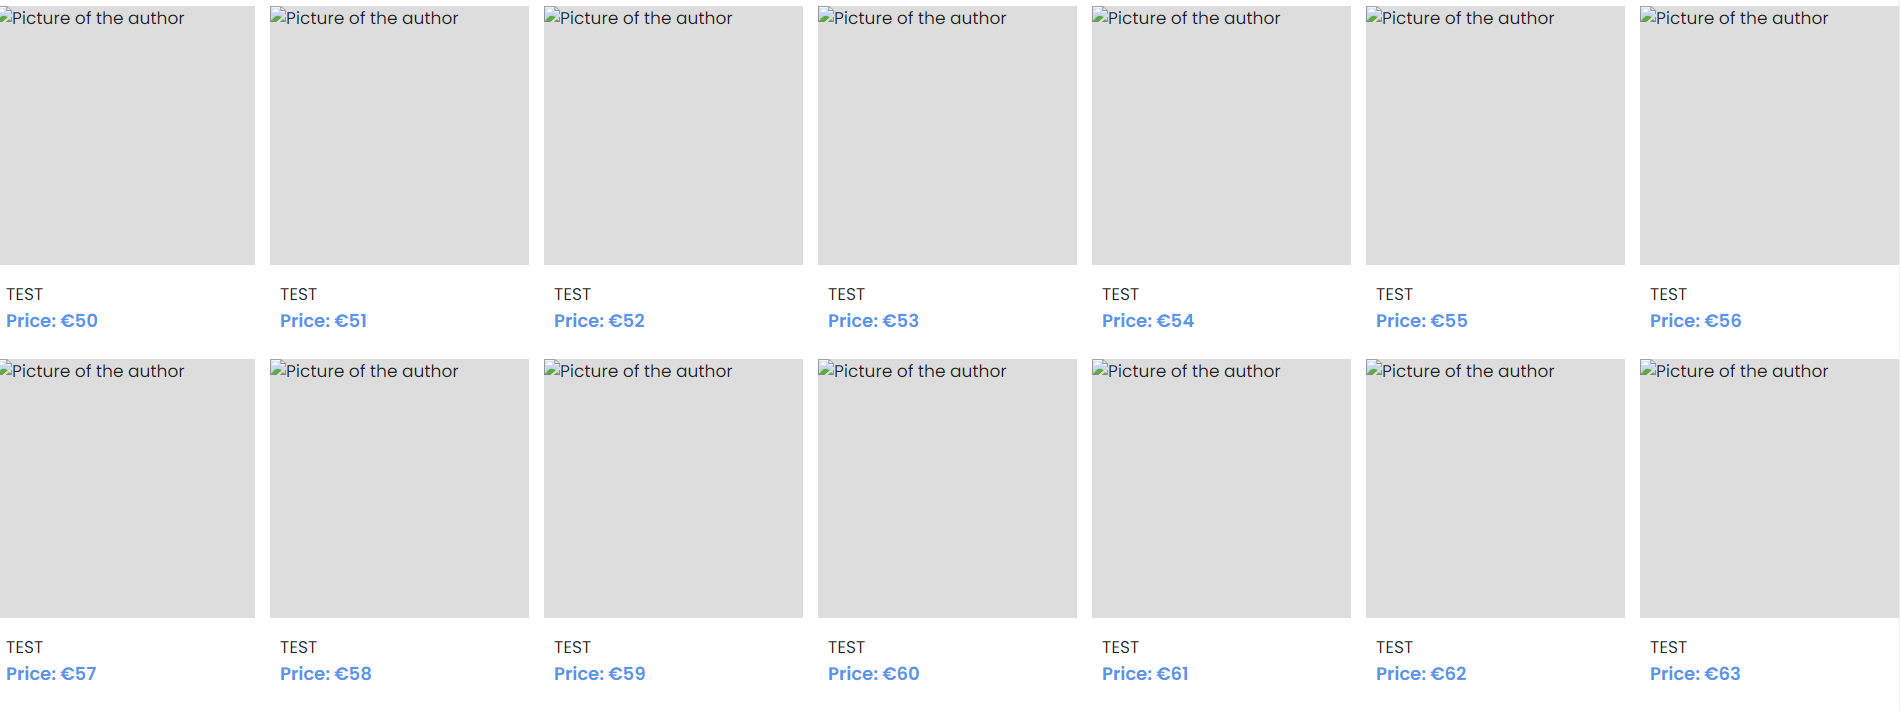 Picture of the author Picture of the author Picture of the author Picture of the author Picture of the author Picture of the author Picture of the author
TEST TEST TEST TEST TEST TEST TEST
Price: €50 Price: €51 Price: €52 Price: €53 Price: €54 Price: €55 Price: €56
Picture of the author Picture of the author Picture of the author Picture of the author Picture of the author Picture of the author Picture of the author
TEST TEST TEST TEST TEST TEST TEST
Price: €57 Price: €58 Price: €59 Price: €60 Price: €61 Price: €62 Price: €63